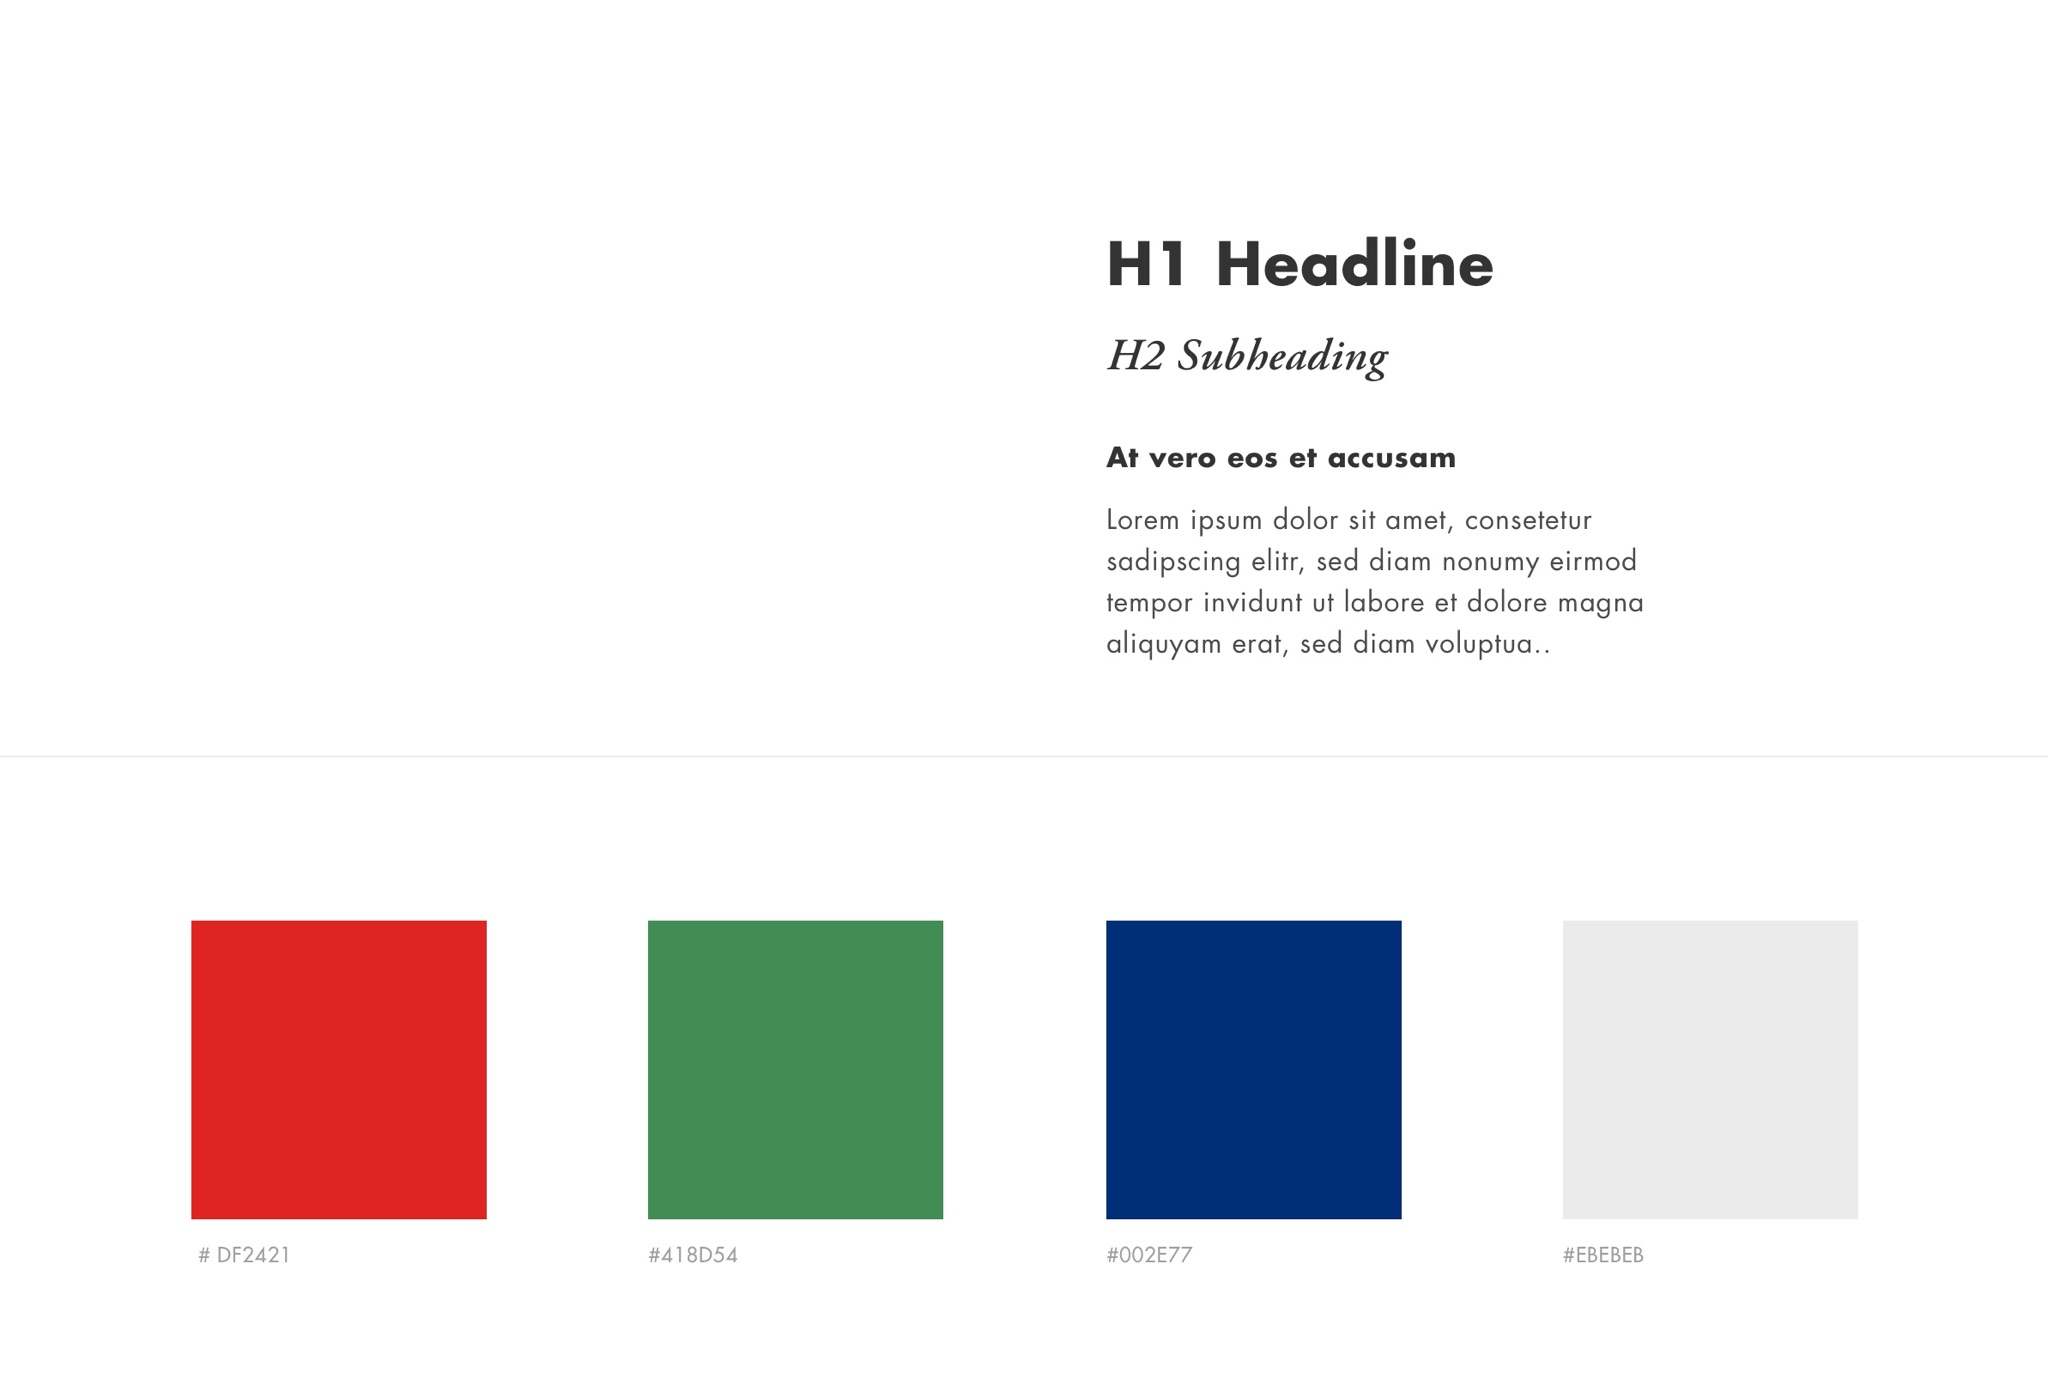 H1 Headline
H2 Subheading
At vero eos et accusam
Lorem ipsum dolor sit amet, consetetur
sadipscing elitr, sed diam nonumy eirmod
tempor invidunt ut labore et dolore magna
aliquyam erat, sed diam voluptua..
# DF2421
#418D54
#002E77
#EBEBEB